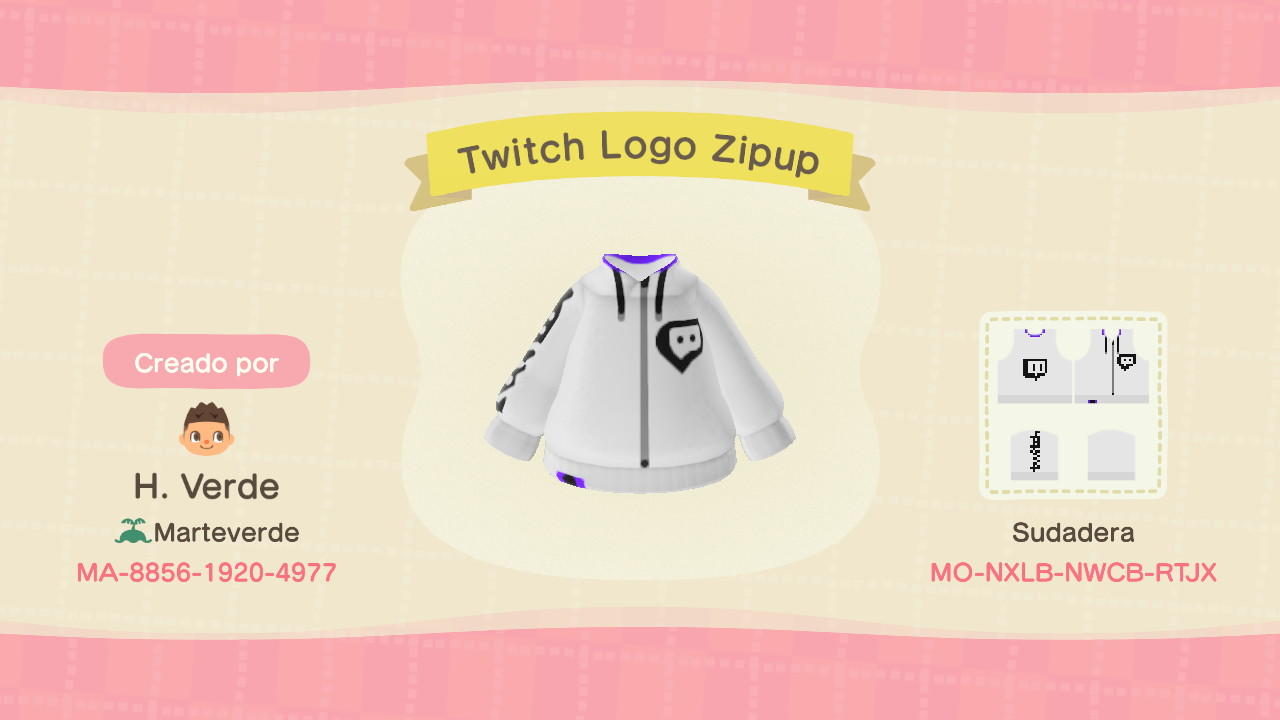 Twitch Logo Zipup
Creado por
H. Verde
Marteverde
MA-8856-1920-4977
Sudadera
MO-NXLB-NWCB-RTJX